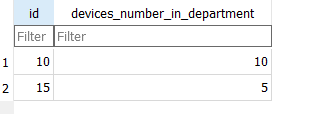 id devices_number_in_department
Filter Filter
1 10 10
2 15 5